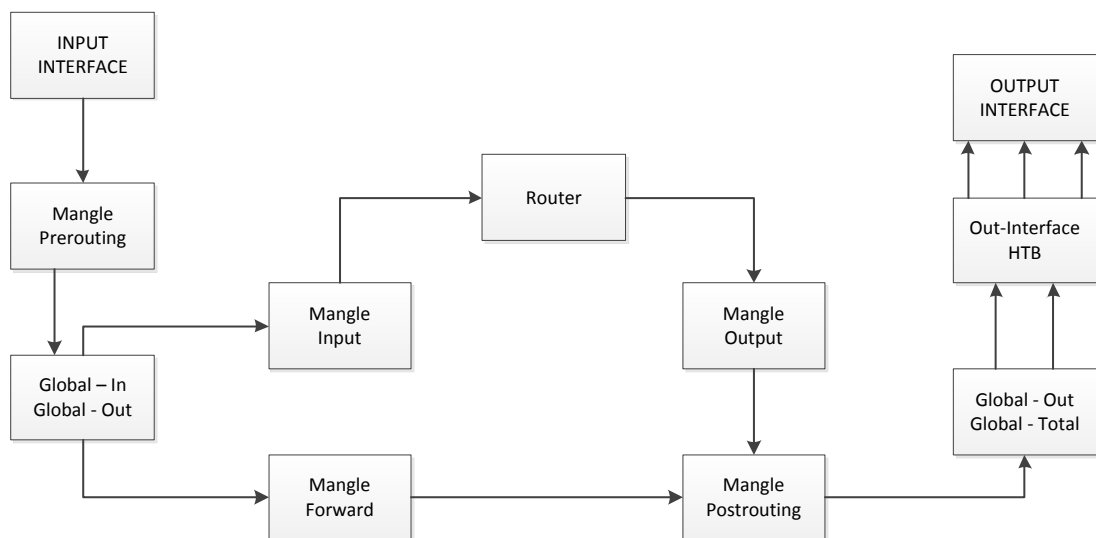 INPUT
INTERFACE
OUTPUT
INTERFACE
Mangle
Prerouting
Router
Out-Interface
HTB
Mangle
Input
Mangle
Output
Global – In
Global - Out
Global - Out
Global - Total
Mangle
Forward
Mangle
Postrouting